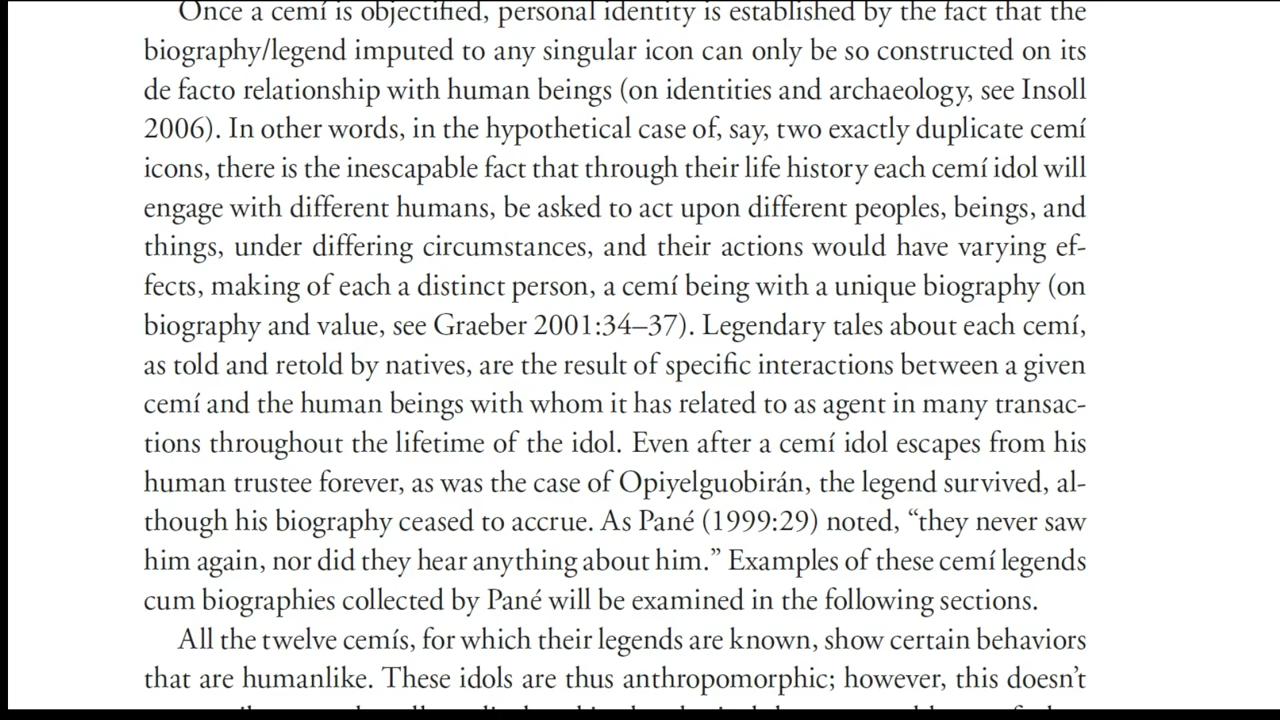 Once a cemí is objectified, personal identity is established by the fact that the
biography/legend imputed to any singular icon can only be so constructed on its
de facto relationship with human beings (on identities and archaeology, see Insoll
2006). In other words, in the hypothetical case of, say, two exactly duplicate cemí
icons, there is the inescapable fact that through their life history each cemí idol will
engage with different humans, be asked to act upon different peoples, beings, and
things, under differing circumstances, and their actions would have varying ef-
fects, making of each a distinct person, a cemí being with a unique biography (on
biography and value, see Graeber 2001:34–37). Legendary tales about each cemí,
as told and retold by natives, are the result of specific interactions between a given
cemí and the human beings with whom it has related to as agent in many transac-
tions throughout the lifetime of the idol. Even after a cemí idol escapes from his
human trustee forever, as was the case of Opiyelguobirán, the legend survived, al-
though his biography ceased to accrue. As Pané (1999:29) noted, “they never saw
him again, nor did they hear anything about him.” Examples of these cemí legends
cum biographies collected by Pané will be examined in the following sections.
All the twelve cemís, for which their legends are known, show certain behaviors
that are humanlike. These idols are thus anthropomorphic; however, this doesn’t